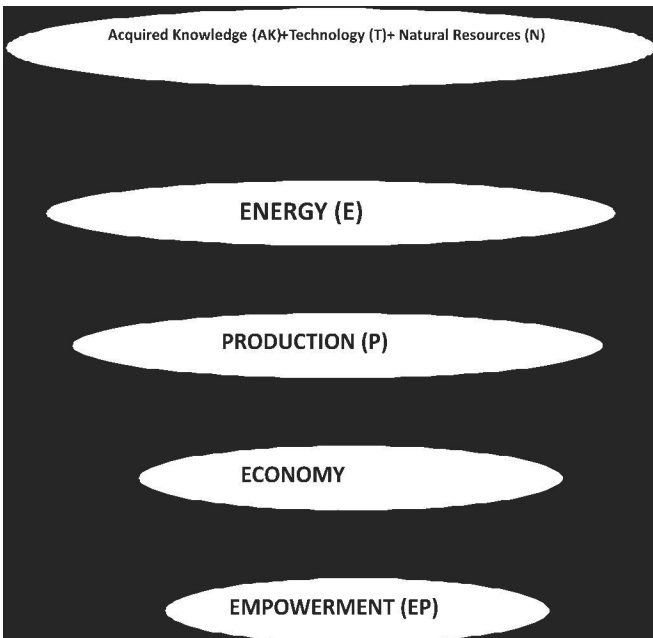 Acquired Knowledge (AK)+Technology (T)+ Natural Resources (N)
ENERGY (E)
PRODUCTION (P)
ECONOMY
EMPOWERMENT (EP)